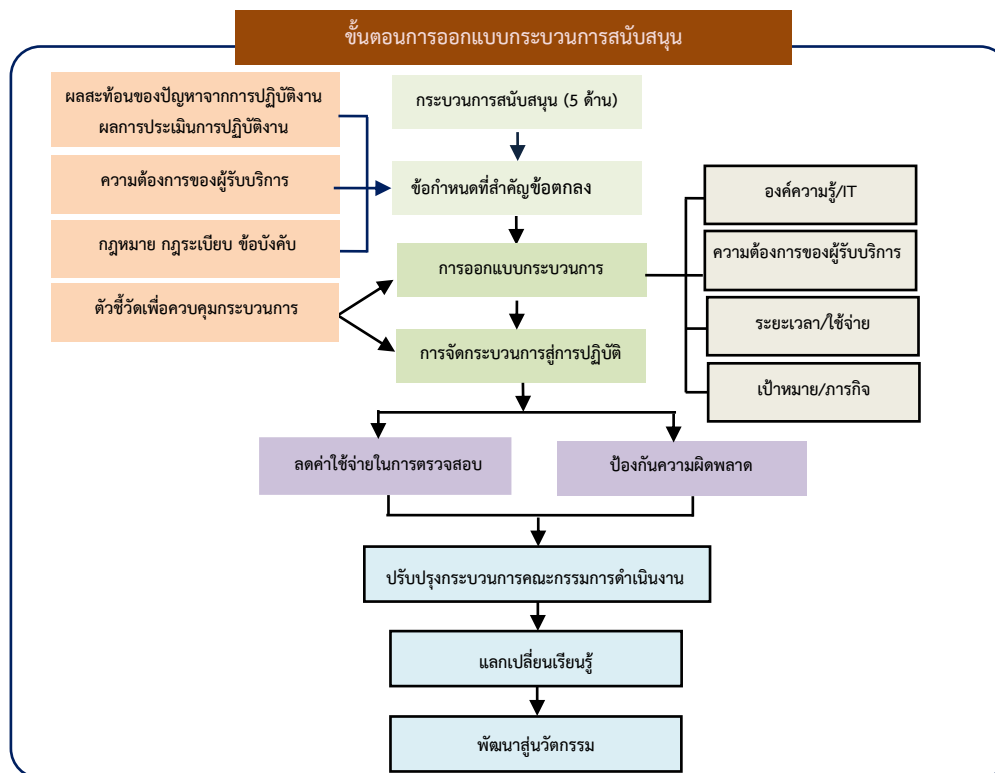 ขั้นตอนการออกแบบกระบวนการสนับสนุน
ผลสะท้อนของปัญหาจากการปฏิบัติงาน
ผลการประเมินการปฏิบัติงาน
กระบวนการสนับสนุน (5 ด้าน)
ความต้องการของผู้รับบริการ
ข้อกำหนดที่สำคัญข้อตกลง
องค์ความรู้/IT
กฎหมาย กฎระเบียบ ข้อบังคับ
การออกแบบกระบวนการ
ความต้องการของผู้รับบริการ
ตัวชี้วัดเพื่อควบคุมกระบวนการ
ระยะเวลา/ใช้จ่าย
การจัดกระบวนการสู่การปฏิบัติ
เป้าหมาย/ภารกิจ
ลดค่าใช้จ่ายในการตรวจสอบ
ป้องกันความผิดพลาด
ปรับปรุงกระบวนการคณะกรรมการดำเนินงาน
แลกเปลี่ยนเรียนรู้
พัฒนาสู่นวัตกรรม